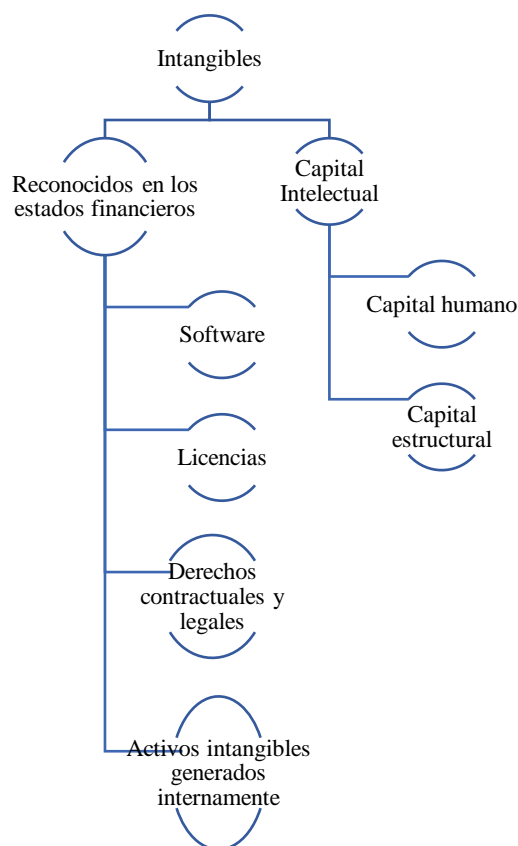 Intangibles
Reconocidos en los
estados financieros
Capital
Intelectual
Software
Licencias
Derechos
contractuales y
legales
Activos intangibles
generados
internamente
Capital humano
Capital
estructural